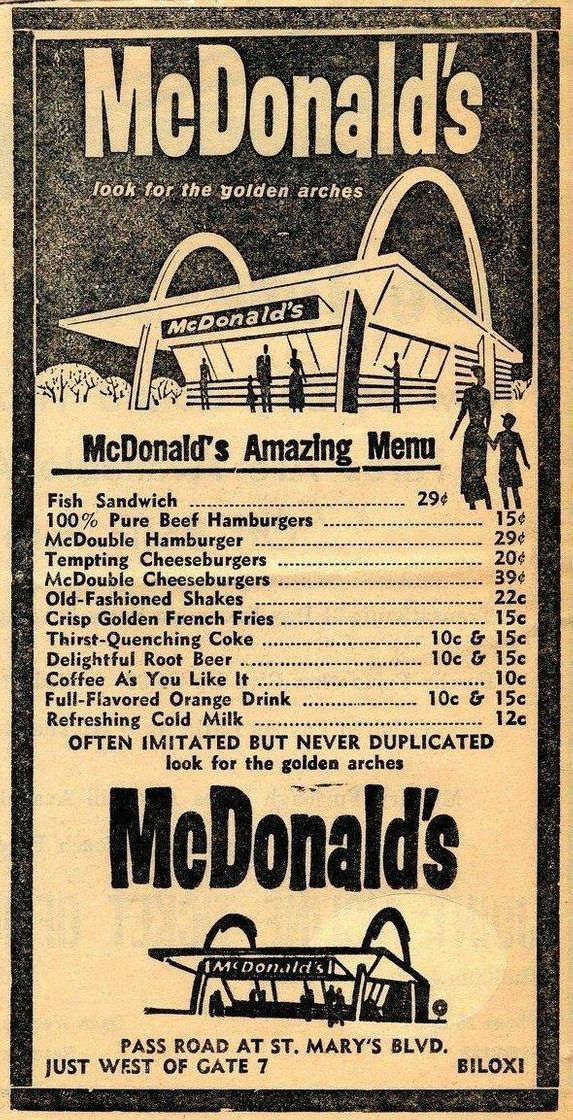 McDonald's
look for the golden arches
McDonald's
McDonald's Amazing Menu
Fish Sandwich ................................ 29¢
100% Pure Beef Hamburgers ...................... 15¢
McDouble Hamburger ................................ 29¢
Tempting Cheeseburgers ............................. 20¢
McDouble Cheeseburgers ............................. 39¢
Old-Fashioned Shakes ................................ 22c
Crisp Golden French Fries ............................ 15c
Thirst-Quenching Coke ...................... 10c & 15c
Delightful Root Beer .......................... 10c & 15c
Coffee As You Like It ................................ 10c
Full-Flavored Orange Drink ................ 10c & 15c
Refreshing Cold Milk ................................ 12c
OFTEN IMITATED BUT NEVER DUPLICATED
look for the golden arches
McDonald's
McDonald's
PASS ROAD AT ST. MARY'S BLVD.
JUST WEST OF GATE 7 BILOXI